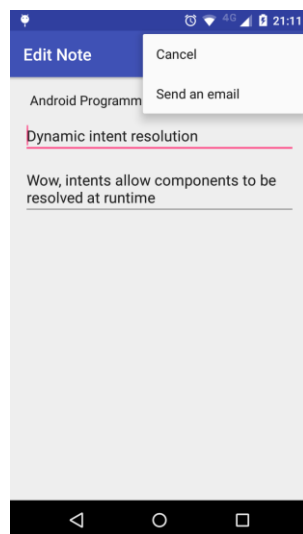 4G 21:11
Edit Note
Cancel
Send an email
Android Programm
Dynamic intent resolution
Wow, intents allow components to be
resolved at runtime